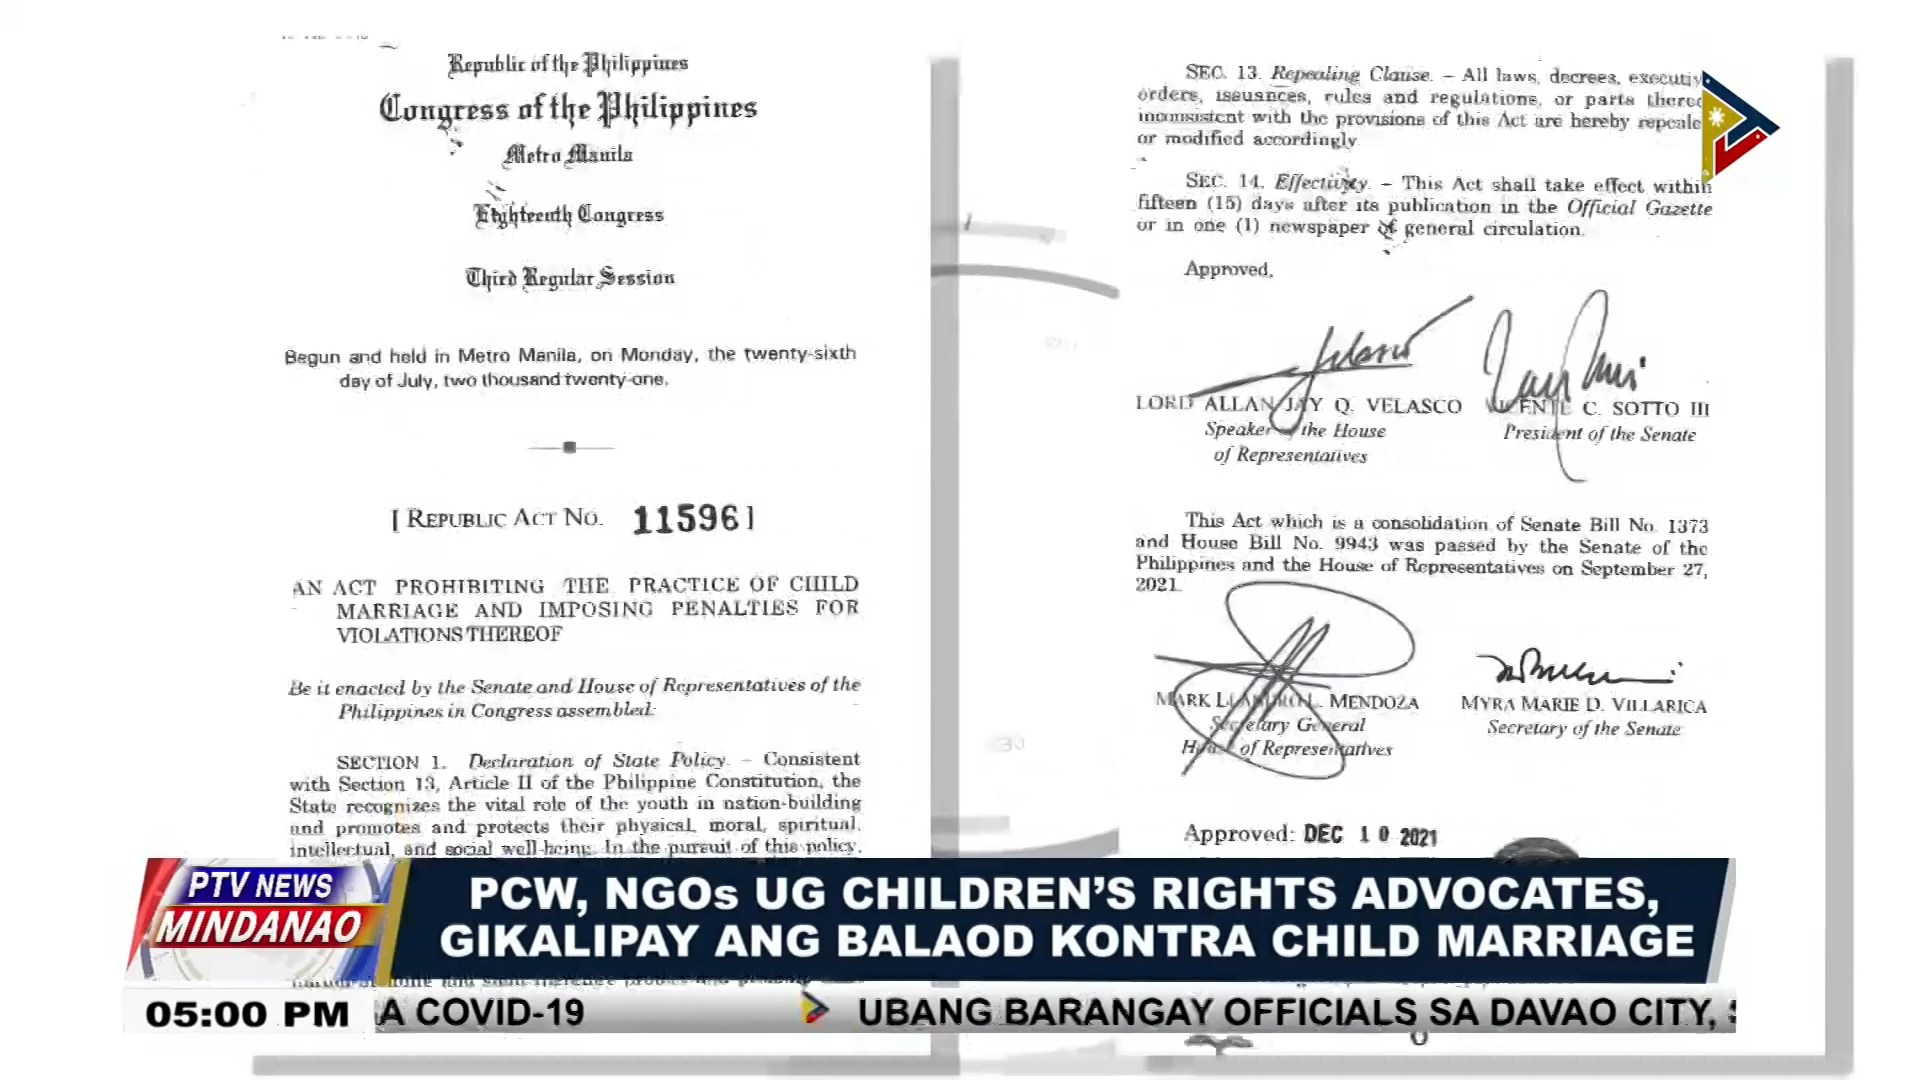 Republic of the Philippines
Congress of the Philippines
Metro Manila
Eighteenth Congress
Third Regular Session
Begun and held in Metro Manila, on Monday, the twenty-sixth
day of July, two thousand twenty-one.
[ REPUBLIC ACT NO. 11596 ]
AN ACT PROHIBITING THE PRACTICE OF CHILD
MARRIAGE AND IMPOSING PENALTIES FOR
VIOLATIONS THEREOF
Be it enacted by the Senate and House of Representatives of the
Philippines in Congress assembled:
SECTION 1. Declaration of State Policy. – Consistent
with Section 13, Article II of the Philippine Constitution, the
State recognizes the vital role of the youth in nation-building
and promotes and protects their physical, moral, spiritual,
intellectual, and social well-being. In the pursuit of this policy,
SEC. 13. Repealing Clause. – All laws, decrees,
orders, issuances, rules and regulations, or parts
inconsistent with the provisions of this Act are hereby
or modified accordingly.
SEC. 14. Effectivity. – This Act shall take effect within
fifteen (15) days after its publication in the Official Gazette
or in one (1) newspaper of general circulation.
Approved,
LORD ALLAN JAY Q. VELASCO
Speaker of the House
of Representatives
VICENTE C. SOTTO III
President of the Senate
This Act which is a consolidation of Senate Bill No. 1373
and House Bill No. 9943 was passed by the Senate of the
Philippines and the House of Representatives on September 27,
2021.
MARK LLANDRO L. MENDOZA
Secretary General
House of Representatives
MYRA MARIE D. VILLARICA
Secretary of the Senate
Approved: DEC 10 2021
PTV NEWS
MINDANAO
PCW, NGOs UG CHILDREN'S RIGHTS ADVOCATES,
GIKALIPAY ANG BALAOD KONTRA CHILD MARRIAGE
05:00 PM
A COVID-19
UBANG BARANGAY OFFICIALS SA DAVAO CITY,